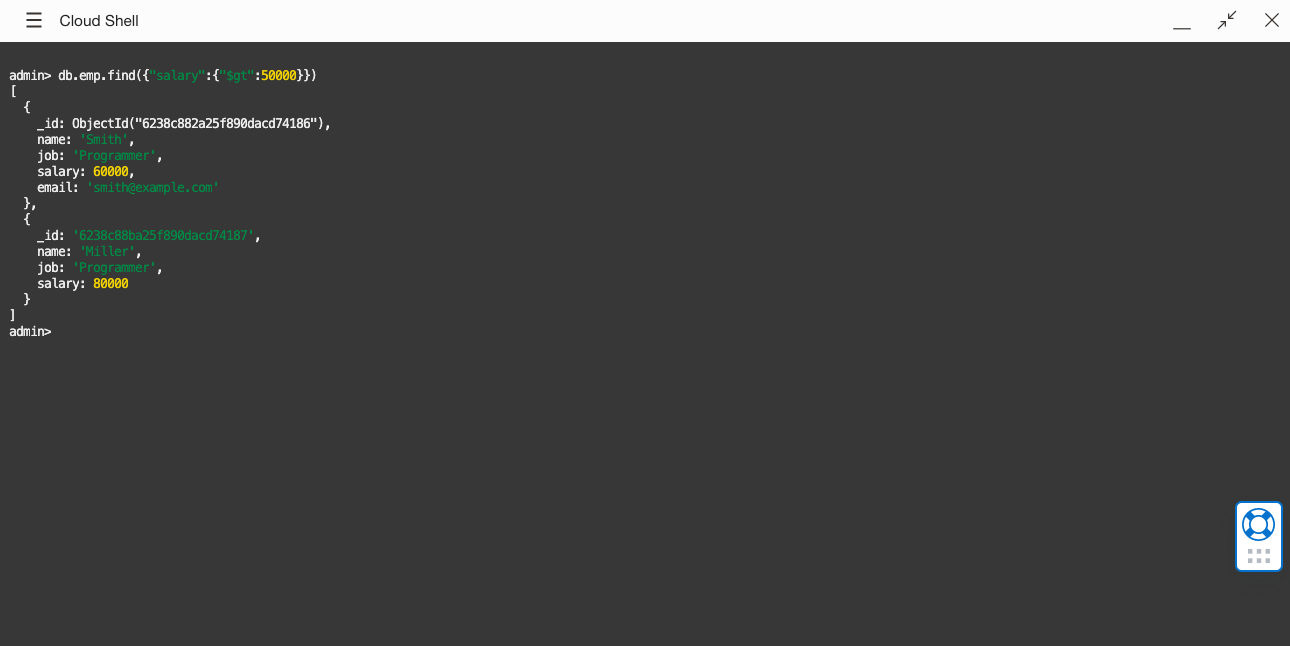 Cloud Shell
admin> db.emp.find({"salary":{"$gt":50000}})
[
  {
    _id: ObjectId("6238c882a25f890dacd74186"),
    name: 'Smith',
    job: 'Programmer',
    salary: 60000,
    email: 'smith@example.com'
  },
  {
    _id: '6238c88ba25f890dacd74187',
    name: 'Miller',
    job: 'Programmer',
    salary: 80000
  }
]
admin>